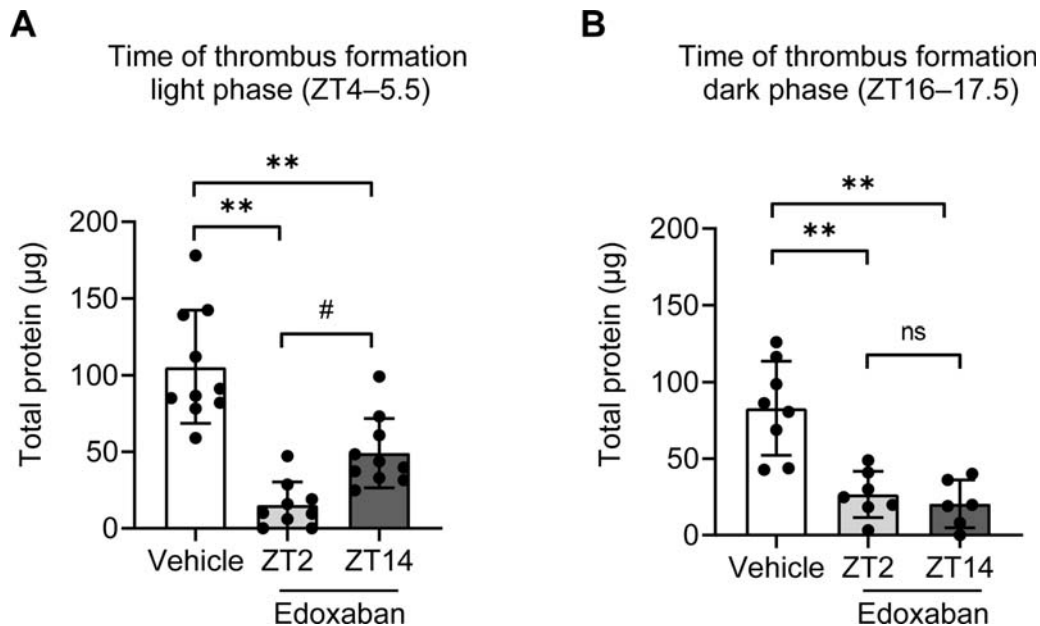 A
Time of thrombus formation
light phase (ZT4–5.5)
**
**
#
200
150
100
50
0
Total protein (µg)
Vehicle
ZT2
ZT14
Edoxaban
B
Time of thrombus formation
dark phase (ZT16–17.5)
**
**
ns
200
150
100
50
0
Total protein (µg)
Vehicle
ZT2
ZT14
Edoxaban